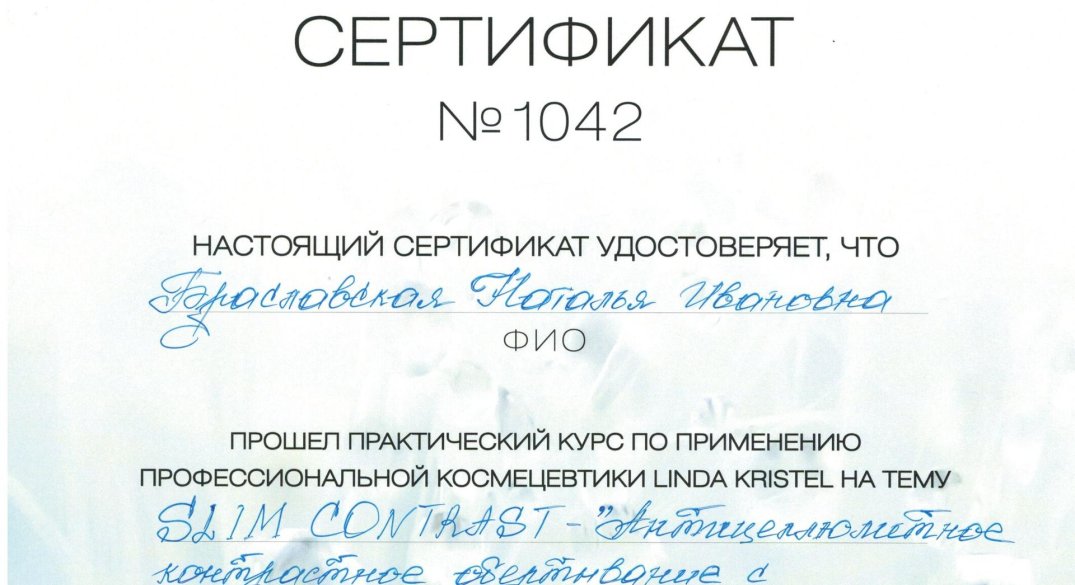 СЕРТИФИКАТ
№1042
НАСТОЯЩИЙ СЕРТИФИКАТ УДОСТОВЕРЯЕТ, ЧТО
Браславская Наталья Ивановна
ФИО
ПРОШЕЛ ПРАКТИЧЕСКИЙ КУРС ПО ПРИМЕНЕНИЮ
ПРОФЕССИОНАЛЬНОЙ КОСМЕЦЕВТИКИ LINDA KRISTEL НА ТЕМУ
SLIM CONTRAST - "Антицеллюлитное
контрастное обертывание с